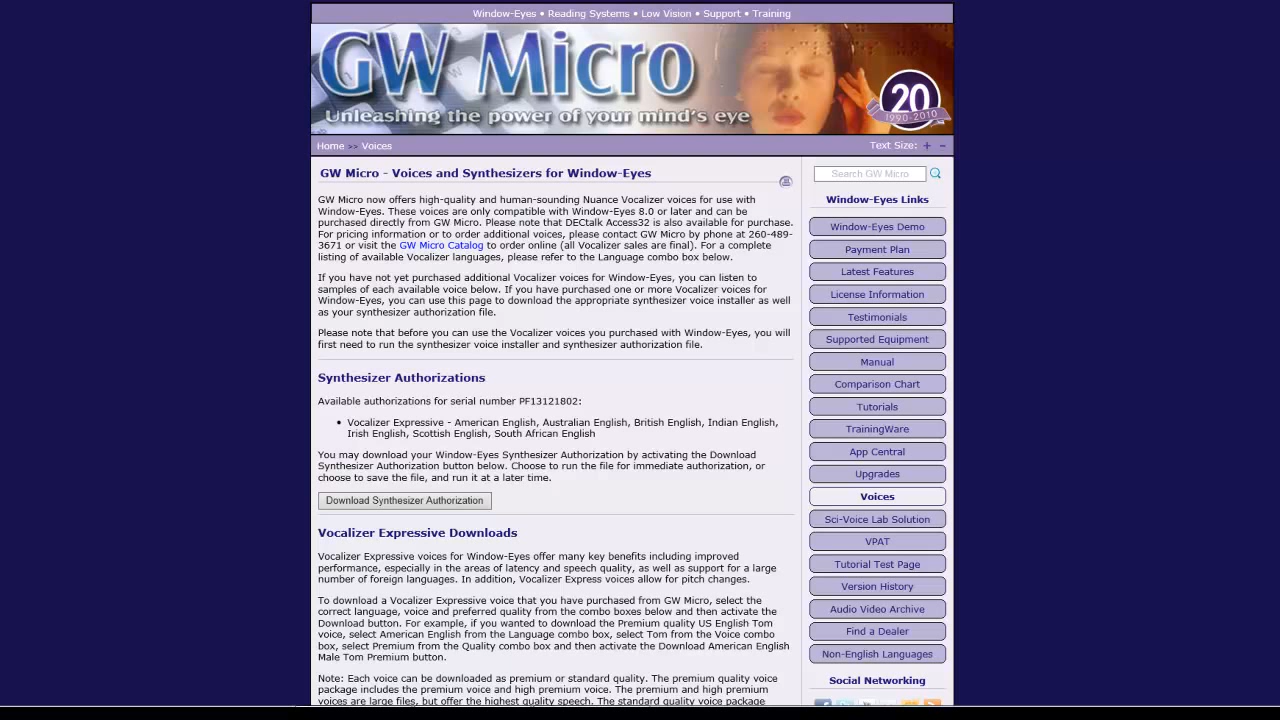 Window-Eyes • Reading Systems • Low Vision • Support • Training
GW Micro
Unleashing the power of your mind's eye
20
1990-2010
Home >> Voices
Text Size: + -
GW Micro - Voices and Synthesizers for Window-Eyes
GW Micro now offers high-quality and human-sounding Nuance Vocalizer voices for use with
Window-Eyes. These voices are only compatible with Window-Eyes 8.0 or later and can be
purchased directly from GW Micro. Please note that DECtalk Access32 is also available for purchase.
For pricing information or to order additional voices, please contact GW Micro by phone at 260-489-
3671 or visit the GW Micro Catalog to order online (all Vocalizer sales are final). For a complete
listing of available Vocalizer languages, please refer to the Language combo box below.
If you have not yet purchased additional Vocalizer voices for Window-Eyes, you can listen to
samples of each available voice below. If you have purchased one or more Vocalizer voices for
Window-Eyes, you can use this page to download the appropriate synthesizer voice installer as well
as your synthesizer authorization file.
Please note that before you can use the Vocalizer voices you purchased with Window-Eyes, you will
first need to run the synthesizer voice installer and synthesizer authorization file.
Synthesizer Authorizations
Available authorizations for serial number PF13121802:
• Vocalizer Expressive - American English, Australian English, British English, Indian English,
Irish English, Scottish English, South African English
You may download your Window-Eyes Synthesizer Authorization by activating the Download
Synthesizer Authorization button below. Choose to run the file for immediate authorization, or
choose to save the file, and run it at a later time.
Download Synthesizer Authorization
Vocalizer Expressive Downloads
Vocalizer Expressive voices for Window-Eyes offer many key benefits including improved
performance, especially in the areas of latency and speech quality, as well as support for a large
number of foreign languages. In addition, Vocalizer Express voices allow for pitch changes.
To download a Vocalizer Expressive voice that you have purchased from GW Micro, select the
correct language, voice and preferred quality from the combo boxes below and then activate the
Download button. For example, if you wanted to download the Premium quality US English Tom
voice, select American English from the Language combo box, select Tom from the Voice combo
box, select Premium from the Quality combo box and then activate the Download American English
Male Tom Premium button.
Note: Each voice can be downloaded as premium or standard quality. The premium quality voice
package includes the premium voice and high premium voice. The premium and high premium
voices are large files, but offer the highest quality speech. The standard quality voice package
Search GW Micro
Window-Eyes Links
Window-Eyes Demo
Payment Plan
Latest Features
License Information
Testimonials
Supported Equipment
Manual
Comparison Chart
Tutorials
TrainingWare
App Central
Upgrades
Voices
Sci-Voice Lab Solution
VPAT
Tutorial Test Page
Version History
Audio Video Archive
Find a Dealer
Non-English Languages
Social Networking